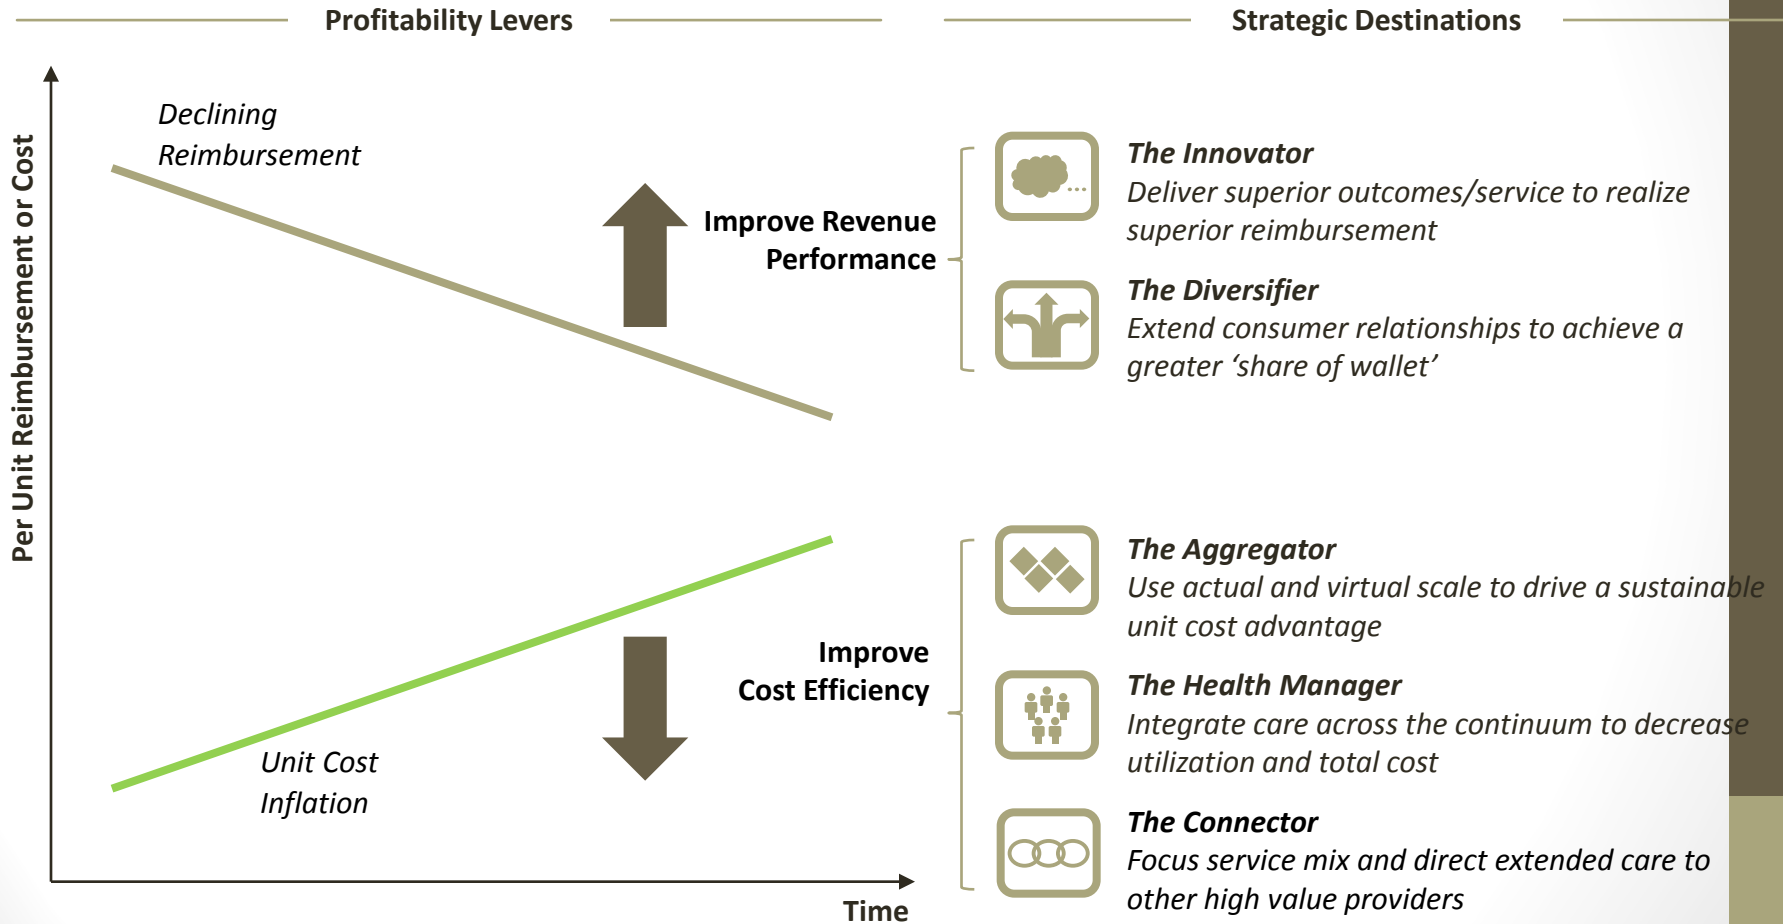 Profitability Levers
Strategic Destinations
Per Unit Reimbursement or Cost
Declining
Reimbursement
Improve Revenue
Performance
The Innovator
Deliver superior outcomes/service to realize
superior reimbursement
The Diversifier
Extend consumer relationships to achieve a
greater ‘share of wallet’
Unit Cost
Inflation
Improve
Cost Efficiency
The Aggregator
Use actual and virtual scale to drive a sustainable
unit cost advantage
The Health Manager
Integrate care across the continuum to decrease
utilization and total cost
The Connector
Focus service mix and direct extended care to
other high value providers
Time